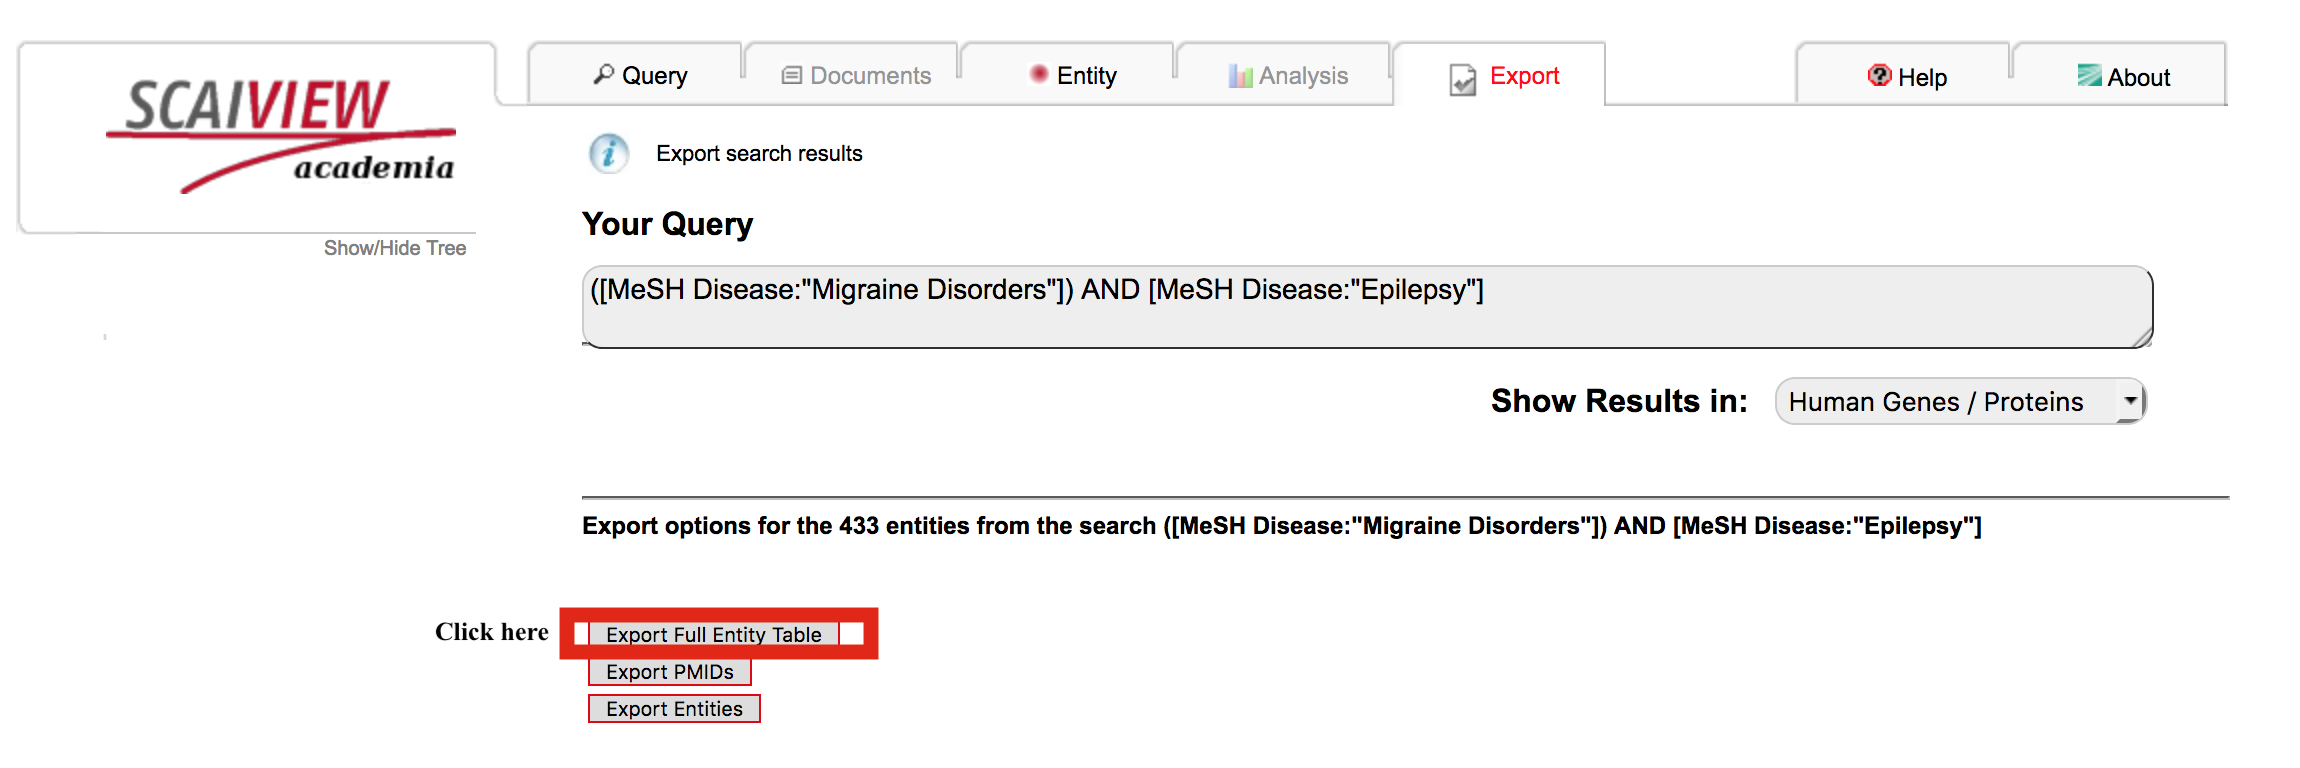 SCAIVIEW
academia
Show/Hide Tree
Query
Documents
Entity
Analysis
Export
Help
About
Export search results
Your Query
([MeSH Disease:"Migraine Disorders"]) AND [MeSH Disease:"Epilepsy"]
Show Results in: Human Genes / Proteins
Export options for the 433 entities from the search ([MeSH Disease:"Migraine Disorders"]) AND [MeSH Disease:"Epilepsy"]
Click here Export Full Entity Table
Export PMIDs
Export Entities